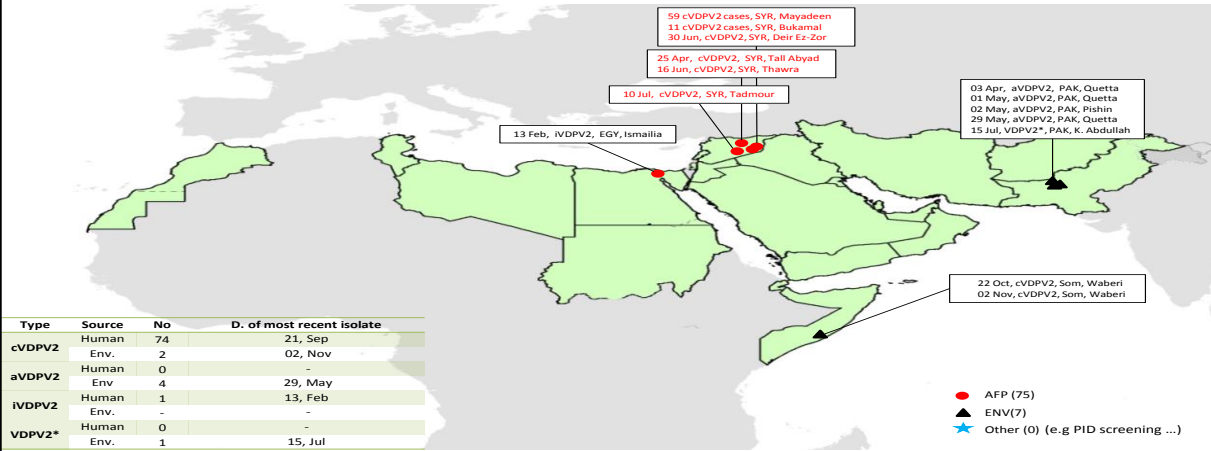 59 cVDPV2 cases, SYR, Mayadeen
11 cVDPV2 cases, SYR, Bukamal
30 Jun, cVDPV2, SYR, Deir Ez-Zor
25 Apr, cVDPV2, SYR, Tall Abyad
16 Jun, cVDPV2, SYR, Thawra
10 Jul, cVDPV2, SYR, Tadmour
13 Feb, iVDPV2, EGY, Ismailia
03 Apr, aVDPV2, PAK, Quetta
01 May, aVDPV2, PAK, Quetta
02 May, aVDPV2, PAK, Pishin
29 May, aVDPV2, PAK, Quetta
15 Jul, VDPV2*, PAK, K. Abdullah
22 Oct, cVDPV2, Som, Waberi
02 Nov, cVDPV2, Som, Waberi
Type Source No D. of most recent isolate
cVDPV2 Human 74 21, Sep
Env. 2 02, Nov
aVDPV2 Human 0 -
Env 4 29, May
iVDPV2 Human 1 13, Feb
Env. - -
VDPV2* Human 0 -
Env. 1 15, Jul
AFP (75)
ENV(7)
Other (0) (e.g PID screening ...)